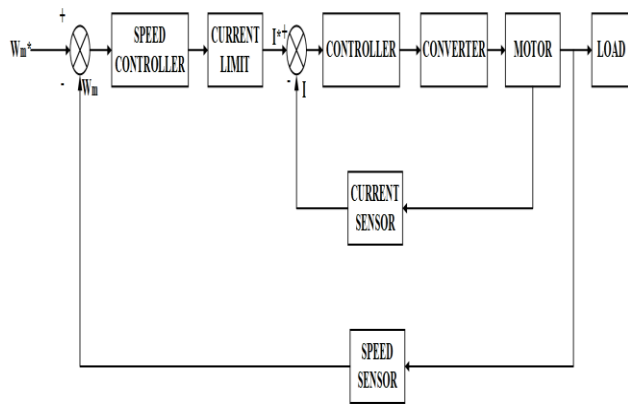 +
Wm*
-
Wm
SPEED
CONTROLLER
CURRENT
LIMIT
I*
+
-
I
CONTROLLER
CONVERTER
MOTOR
LOAD
CURRENT
SENSOR
SPEED
SENSOR